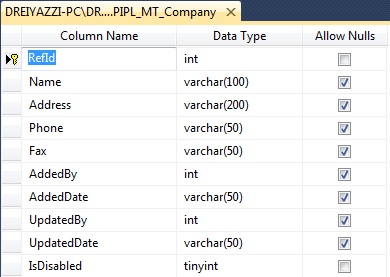 DREIYAZZI-PC\DR....PIPL_MT_Company
Column Name Data Type Allow Nulls
RefId int
Name varchar(100)
Address varchar(200)
Phone varchar(50)
Fax varchar(50)
AddedBy int
AddedDate varchar(50)
UpdatedBy int
UpdatedDate varchar(50)
IsDisabled tinyint